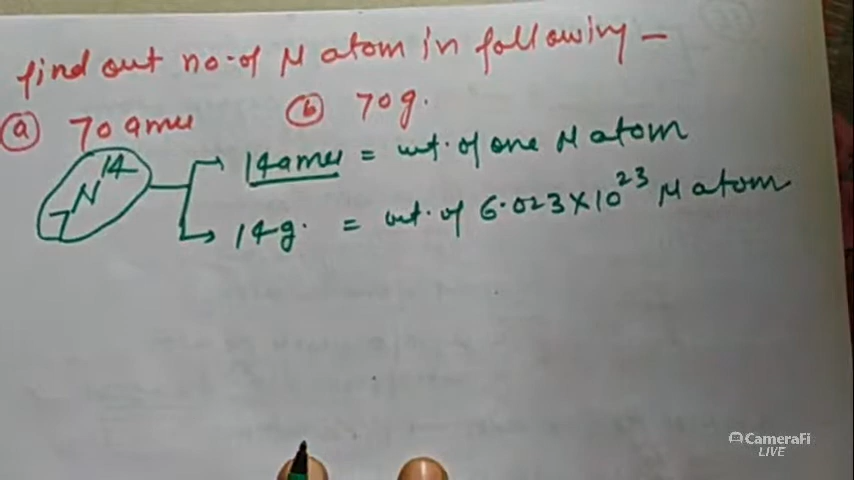 find out no. of N atom in following –
(a) 70 amu (b) 70g.
7N14 14amu = wt. of one N atom
14g. = wt. of 6.023×10²³ N atom
CameraFi
LIVE